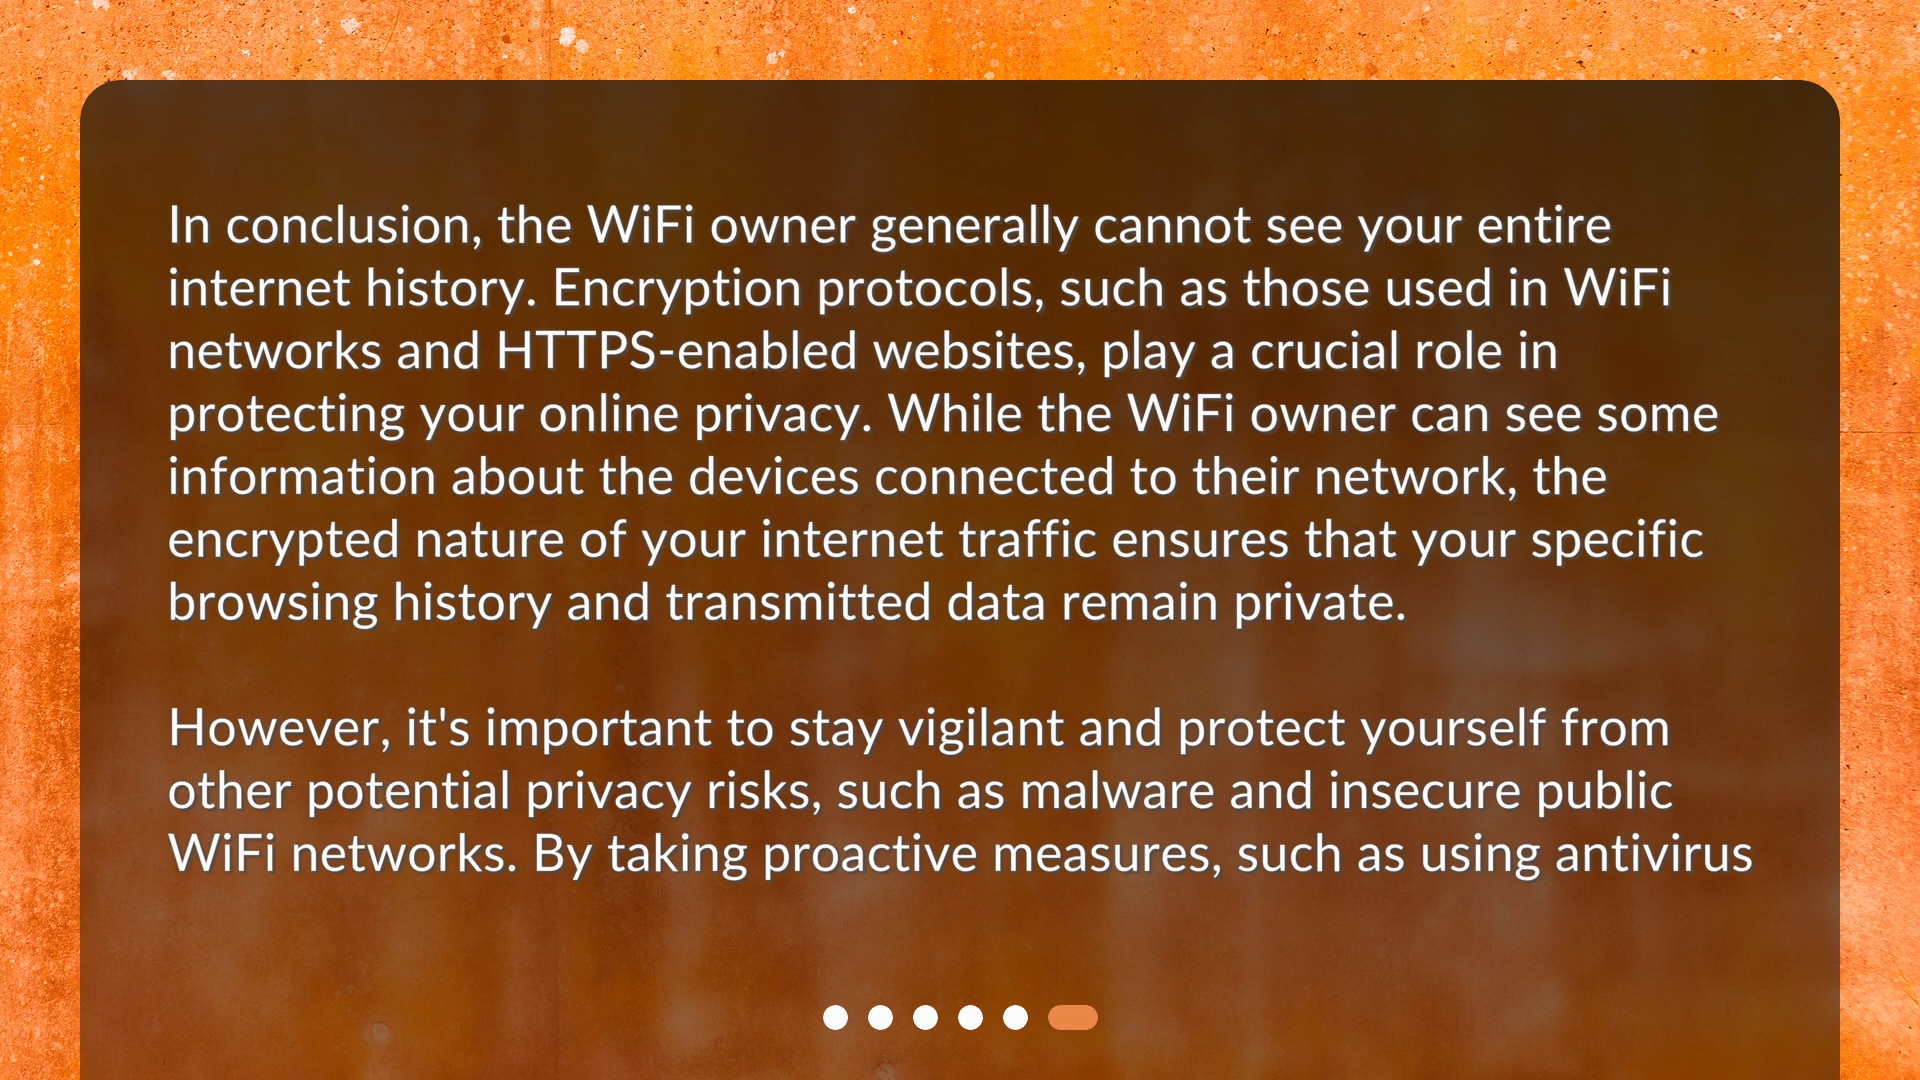 In conclusion, the WiFi owner generally cannot see your entire
internet history. Encryption protocols, such as those used in WiFi
networks and HTTPS-enabled websites, play a crucial role in
protecting your online privacy. While the WiFi owner can see some
information about the devices connected to their network, the
encrypted nature of your internet traffic ensures that your specific
browsing history and transmitted data remain private.
However, it's important to stay vigilant and protect yourself from
other potential privacy risks, such as malware and insecure public
WiFi networks. By taking proactive measures, such as using antivirus